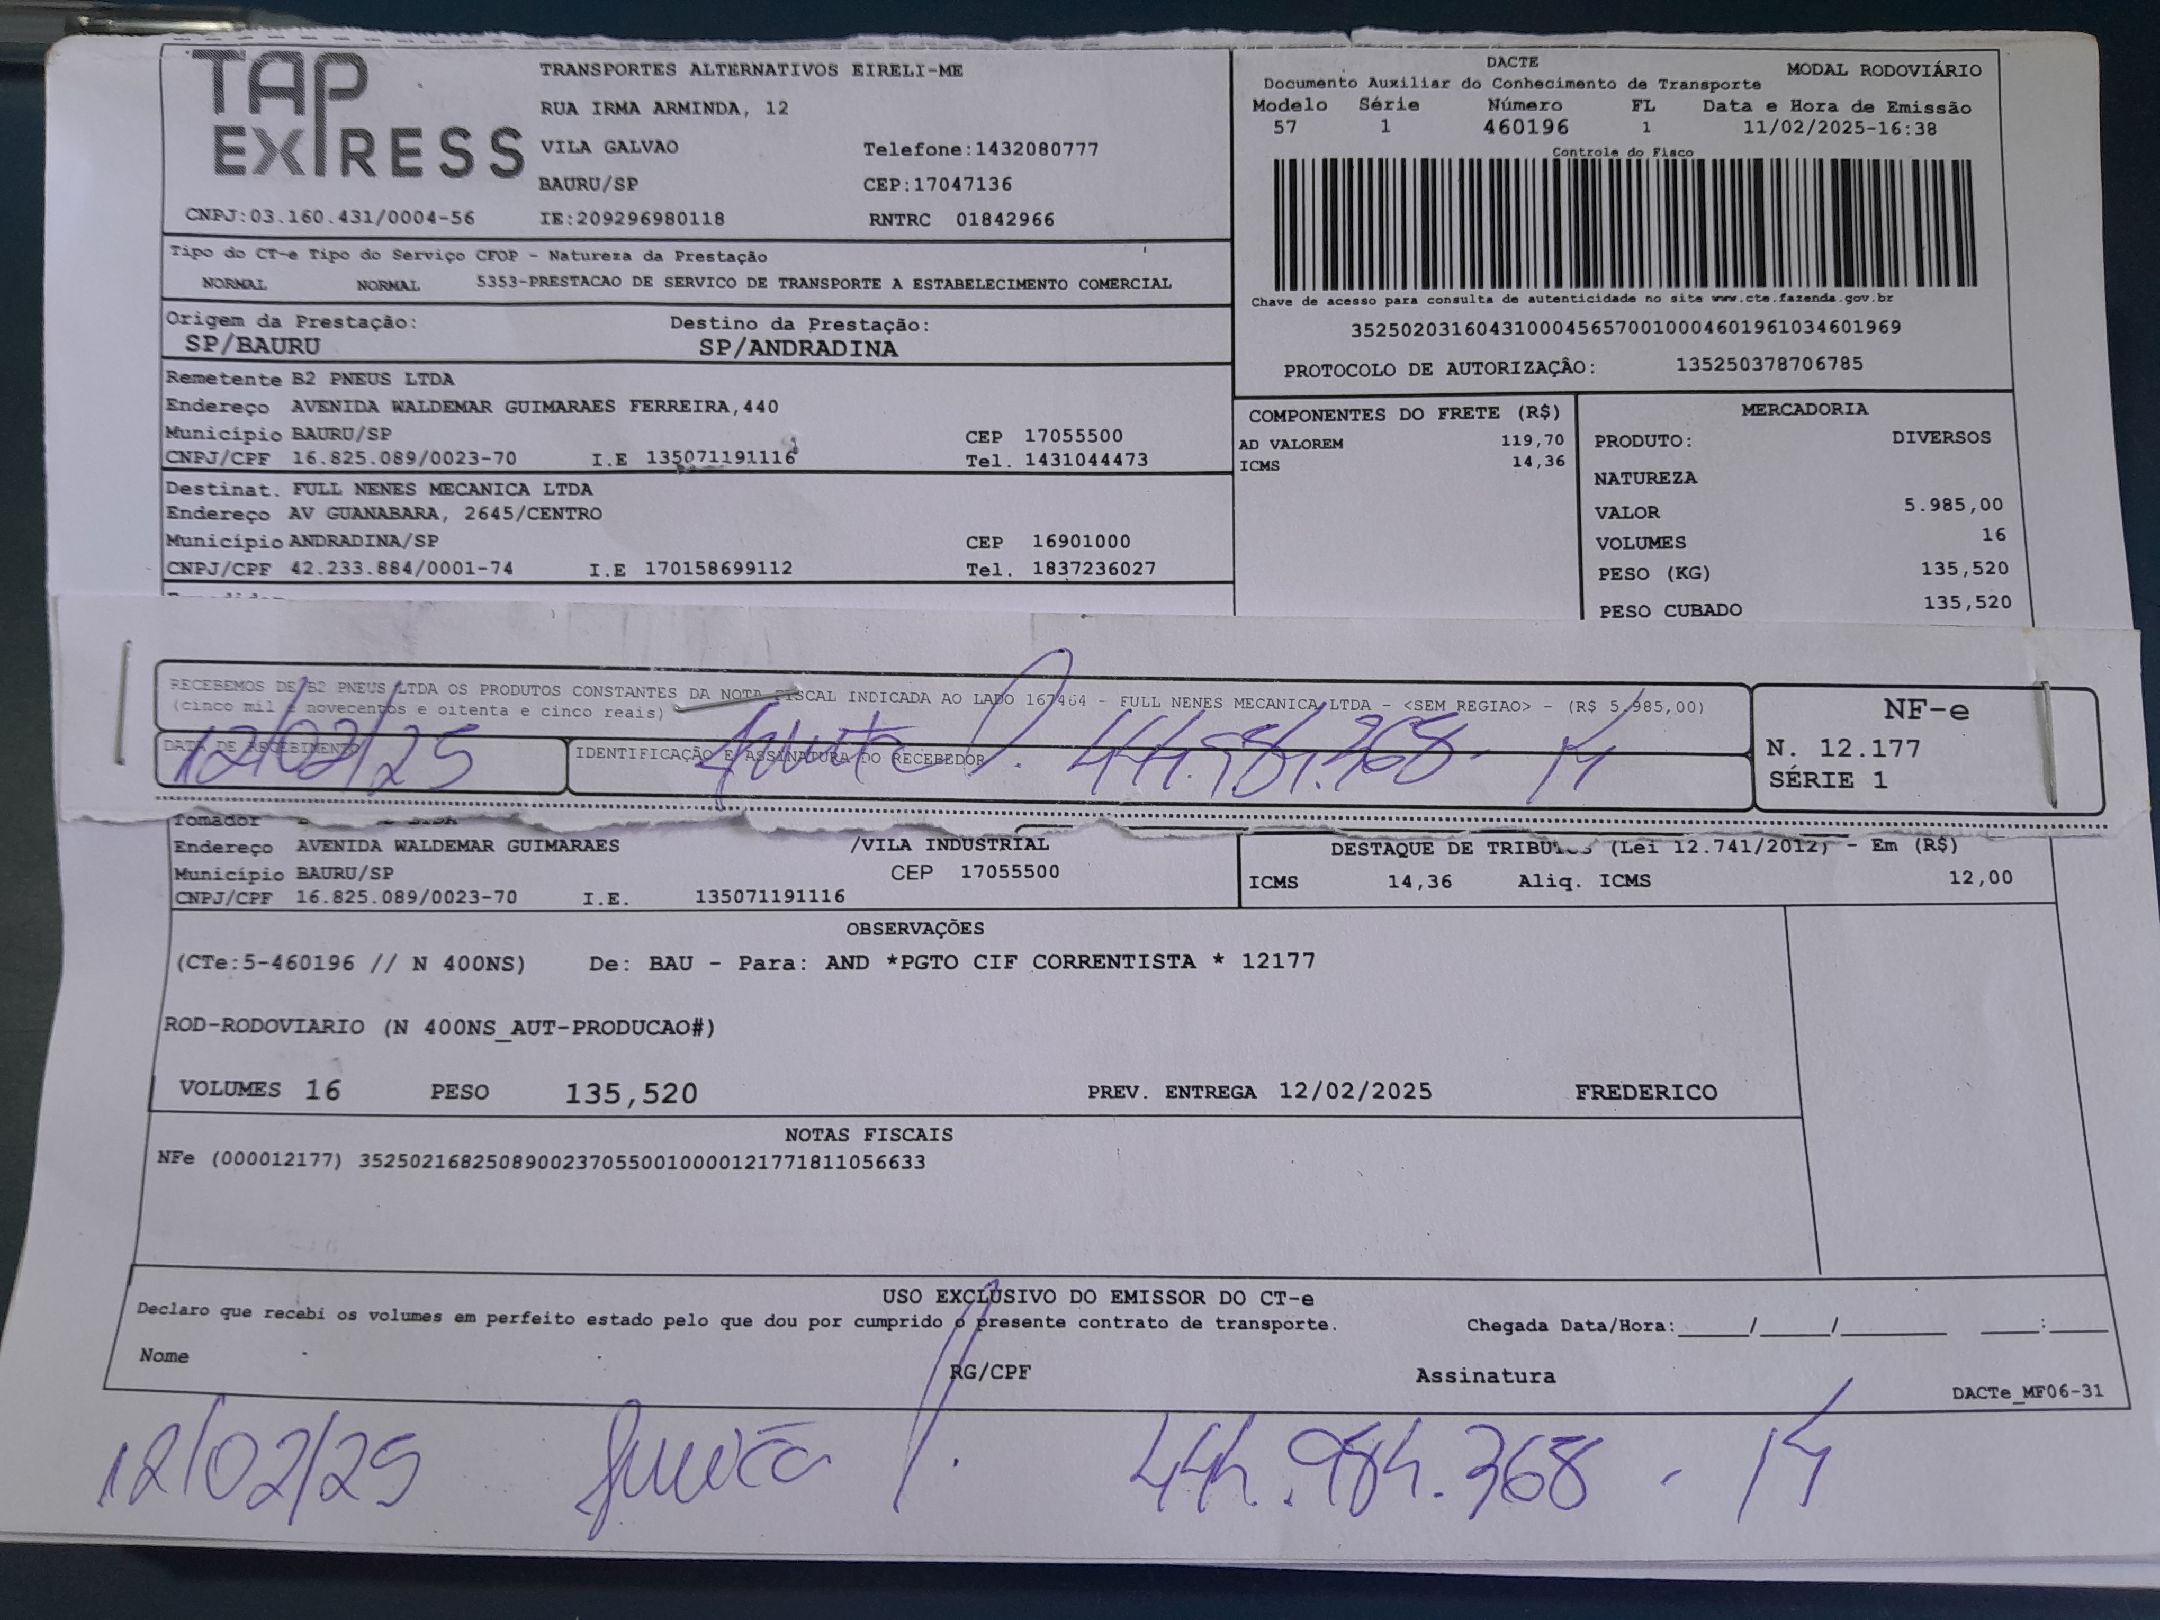 TAP EXPRESS
TRANSPORTES ALTERNATIVOS EIRELI-ME
RUA IRMA ARMINDA, 12
VILA GALVAO Telefone:1432080777
BAURU/SP CEP:17047136
CNPJ:03.160.431/0004-56 IE:209296980118 RNTRC 01842966
DACTE
MODAL RODOVIÁRIO
Documento Auxiliar do Conhecimento de Transporte
Modelo Série Número FL Data e Hora de Emissão
57 1 460196 1 11/02/2025-16:38
Controle do Fisco
Chave de acesso para consulta de autenticidade no site www.cte.fazenda.gov.br
35250203160431000456570010004601961034601969
PROTOCOLO DE AUTORIZAÇÂO: 135250378706785
Tipo do CT-e Tipo do Serviço CFOP - Natureza da Prestação
NORMAL NORMAL 5353-PRESTACAO DE SERVICO DE TRANSPORTE A ESTABELECIMENTO COMERCIAL
Origem da Prestação: Destino da Prestação:
SP/BAURU SP/ANDRADINA
Remetente B2 PNEUS LTDA
Endereço AVENIDA WALDEMAR GUIMARAES FERREIRA,440
Município BAURU/SP CEP 17055500
CNPJ/CPF 16.825.089/0023-70 I.E 135071191116 Tel. 1431044473
Destinat. FULL NENES MECANICA LTDA
Endereço AV GUANABARA, 2645/CENTRO
Município ANDRADINA/SP CEP 16901000
CNPJ/CPF 42.233.884/0001-74 I.E 170158699112 Tel. 1837236027
COMPONENTES DO FRETE (R$)
AD VALOREM 119,70
ICMS 14,36
MERCADORIA
PRODUTO: DIVERSOS
NATUREZA
VALOR 5.985,00
VOLUMES 16
PESO (KG) 135,520
PESO CUBADO 135,520
RECEBEMOS DE B2 PNEUS LTDA OS PRODUTOS CONSTANTES DA NOTA FISCAL INDICADA AO LADO 167464 - FULL NENES MECANICA LTDA - <SEM REGIAO> - (R$ 5.985,00)
(cinco mil e novecentos e oitenta e cinco reais)
DATA DE RECEBIMENTO IDENTIFICAÇÃO E ASSINATURA DO RECEBEDOR
12/02/25
NF-e
N. 12.177
SÉRIE 1
Tomador
Endereço AVENIDA WALDEMAR GUIMARAES /VILA INDUSTRIAL
Município BAURU/SP CEP 17055500
CNPJ/CPF 16.825.089/0023-70 I.E. 135071191116
DESTAQUE DE (Lei 12.741/2012) - Em (R$)
ICMS 14,36 Aliq. ICMS 12,00
OBSERVAÇÕES
(CTe:5-460196 // N 400NS) De: BAU - Para: AND *PGTO CIF CORRENTISTA * 12177
ROD-RODOVIARIO (N 400NS_AUT-PRODUCAO#)
VOLUMES 16 PESO 135,520 PREV. ENTREGA 12/02/2025 FREDERICO
NOTAS FISCAIS
NFe (000012177) 35250216825089002370550010000121771811056633
USO EXCLUSIVO DO EMISSOR DO CT-e
Declaro que recebi os volumes em perfeito estado pelo que dou por cumprido o presente contrato de transporte. Chegada Data/Hora:_____/_____/________ ____:____
Nome RG/CPF Assinatura
DACTe_MF06-31
12/02/25